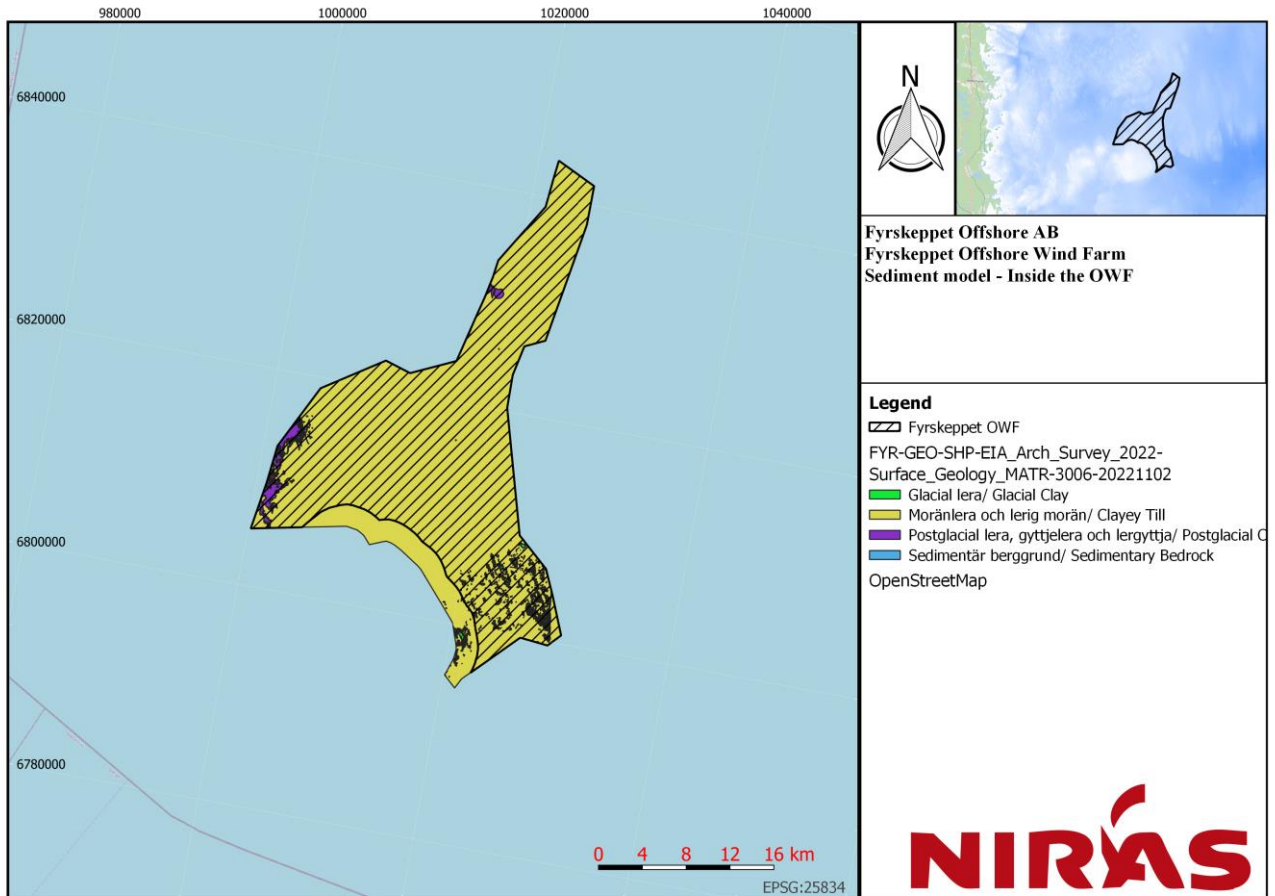 980000 1000000 1020000 1040000
6840000
6820000
6800000
6780000
0 4 8 12 16 km
EPSG:25834
N
Fyrskeppet Offshore AB
Fyrskeppet Offshore Wind Farm
Sediment model - Inside the OWF
Legend
Fyrskeppet OWF
FYR-GEO-SHP-EIA_Arch_Survey_2022-
Surface_Geology_MATR-3006-20221102
Glacial lera/ Glacial Clay
Moränlera och lerig morän/ Clayey Till
Postglacial lera, gyttjelera och lergyttja/ Postglacial C
Sedimentär berggrund/ Sedimentary Bedrock
OpenStreetMap
NIRAS